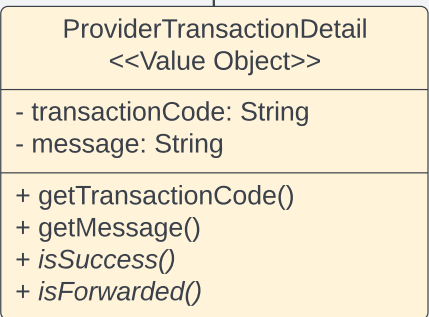 ProviderTransactionDetail
<<Value Object>>
- transactionCode: String
- message: String
+ getTransactionCode()
+ getMessage()
+ isSuccess()
+ isForwarded()